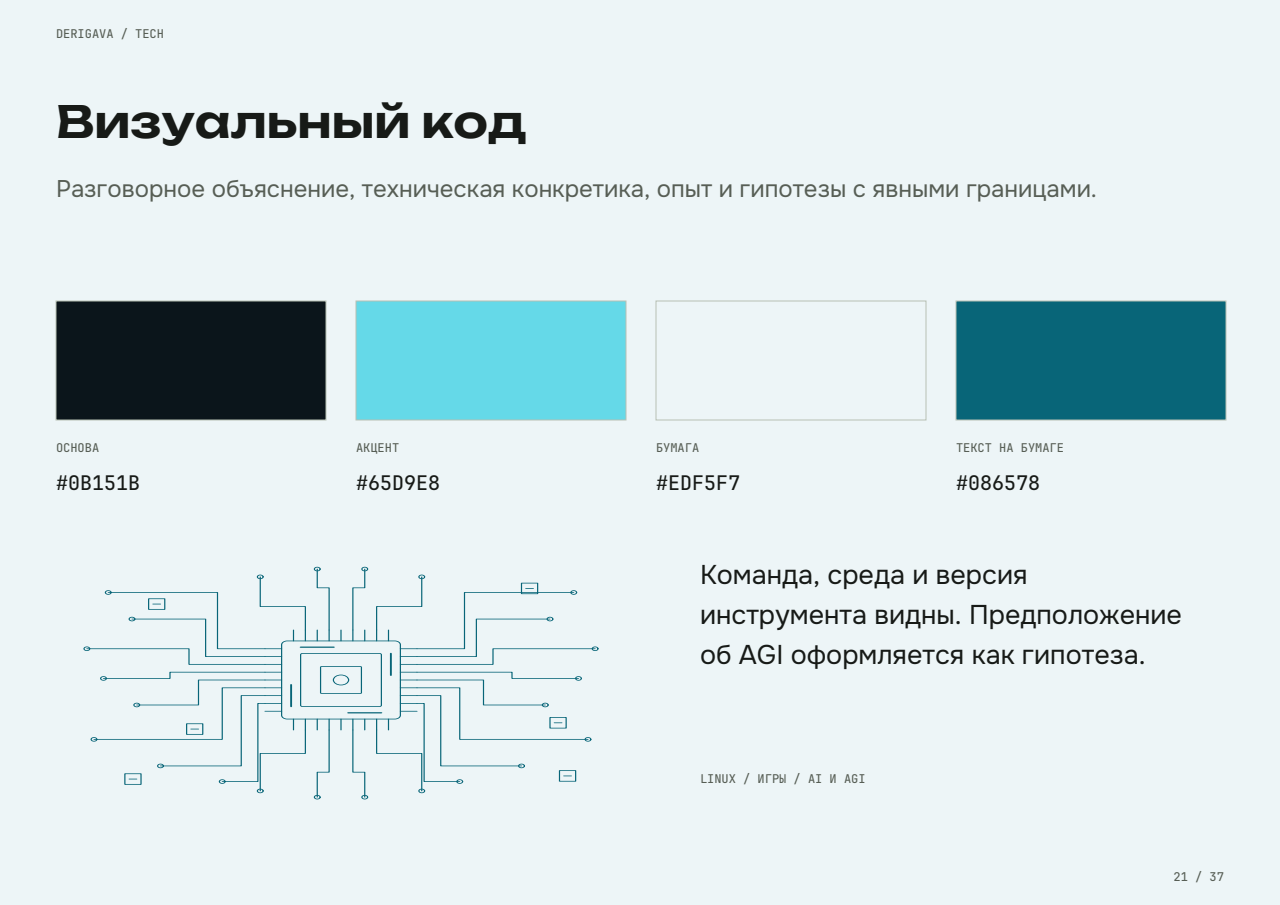 DERIGAVA / TECH
Визуальный код
Разговорное объяснение, техническая конкретика, опыт и гипотезы с явными границами.
ОСНОВА
#0B151B
АКЦЕНТ
#65D9E8
БУМАГА
#EDF5F7
ТЕКСТ НА БУМАГЕ
#086578
Команда, среда и версия
инструмента видны. Предположение
об AGI оформляется как гипотеза.
LINUX / ИГРЫ / AI И AGI
21 / 37